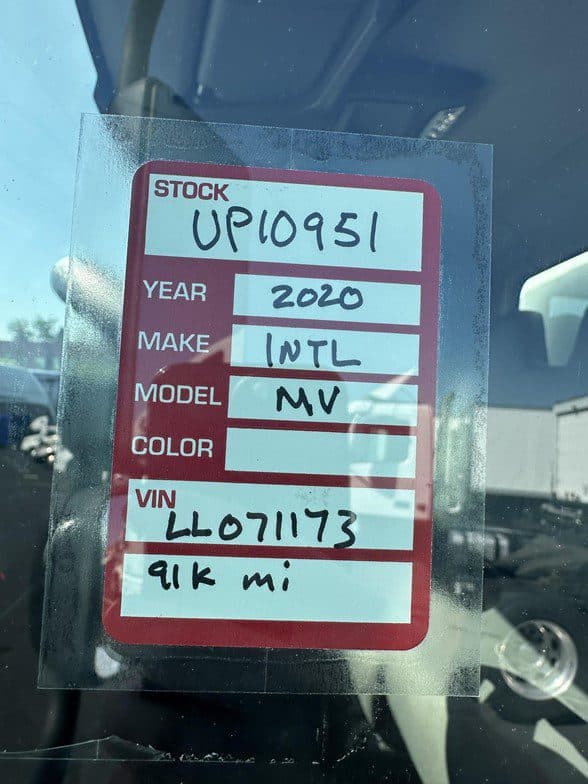 STOCK
UP10951
YEAR 2020
MAKE INTL
MODEL MV
COLOR
VIN
LL071173
91K mi